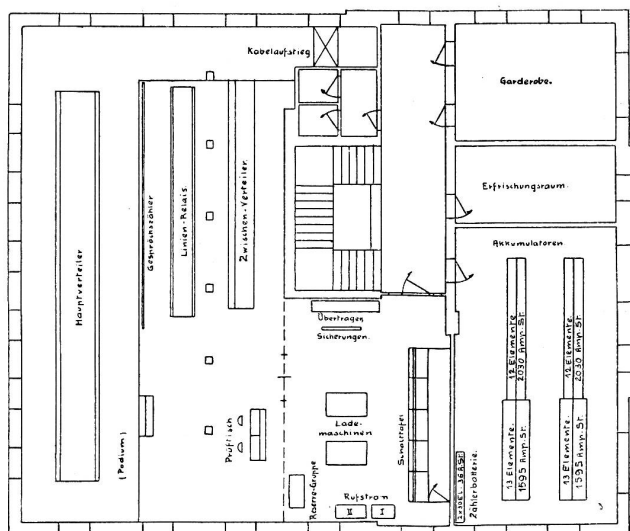 Kabelaufstieg
Garderobe.
Erfrischungsraum.
Akkumulatoren
Hauptverteiler
Gesprächszähler
Linien-Relais.
Zwischen-Verteiler.
Übertragen
Sicherungen.
12 Elemente.
2030 Amp. St.
12 Elemente.
2030 Amp. St.
13 Elemente.
1595 Amp. St.
13 Elemente.
1595 Amp. St.
(Podium)
Prüftisch
Lade-
maschinen
Schalttafel
Reserve-Gruppe
Rufstrom
II
I
Zählerbatterie.